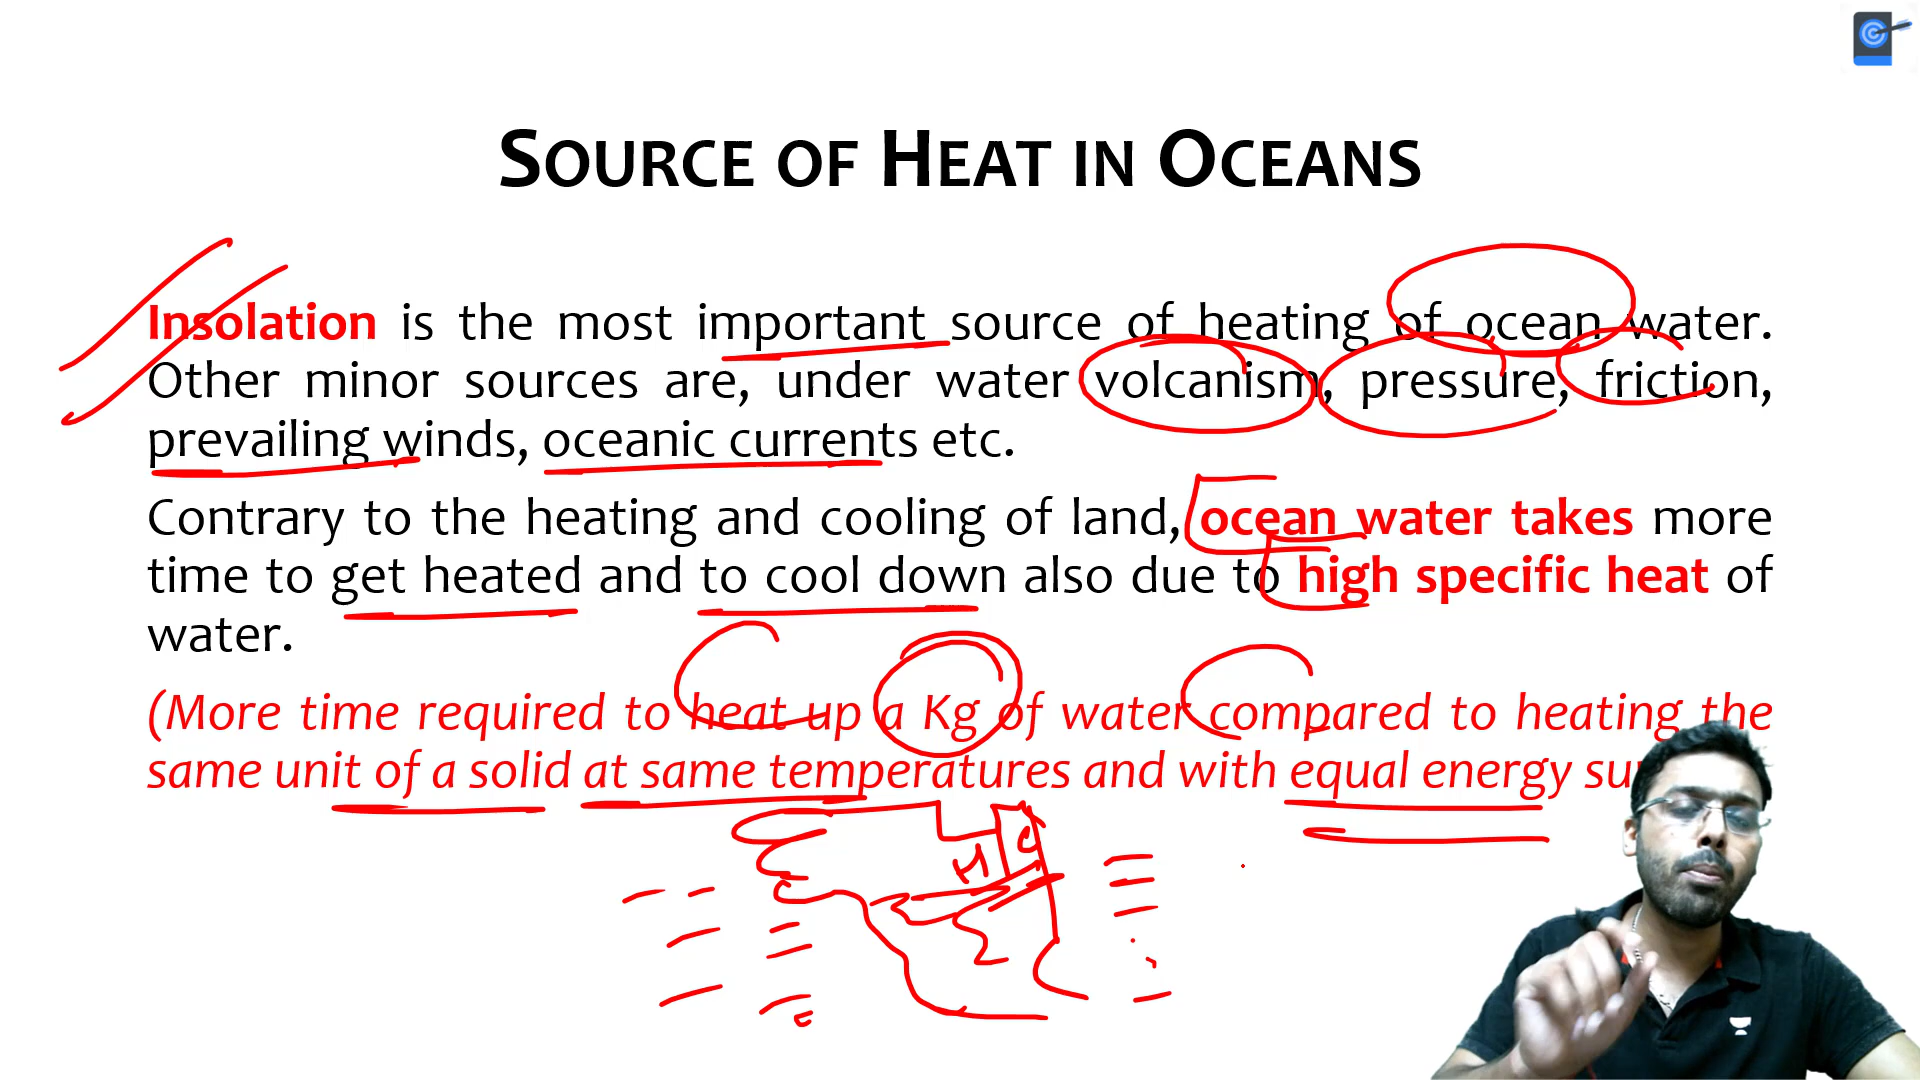 SOURCE OF HEAT IN OCEANS
Insolation is the most important source of heating of ocean water.
Other minor sources are, under water volcanism, pressure, friction,
prevailing winds, oceanic currents etc.
Contrary to the heating and cooling of land, ocean water takes more
time to get heated and to cool down also due to high specific heat of
water.
(More time required to heat up a Kg of water compared to heating the
same unit of a solid at same temperatures and with equal energy
H C